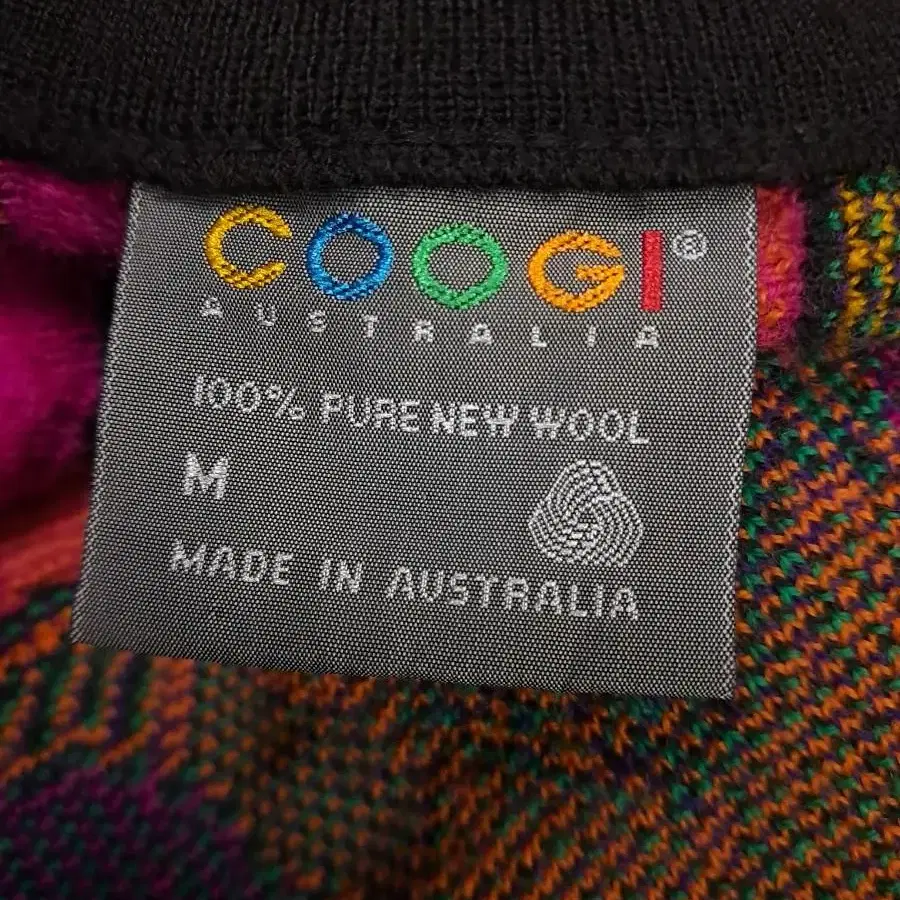 COOGI®
AUSTRALIA
100% PURE NEW WOOL
M
MADE IN AUSTRALIA